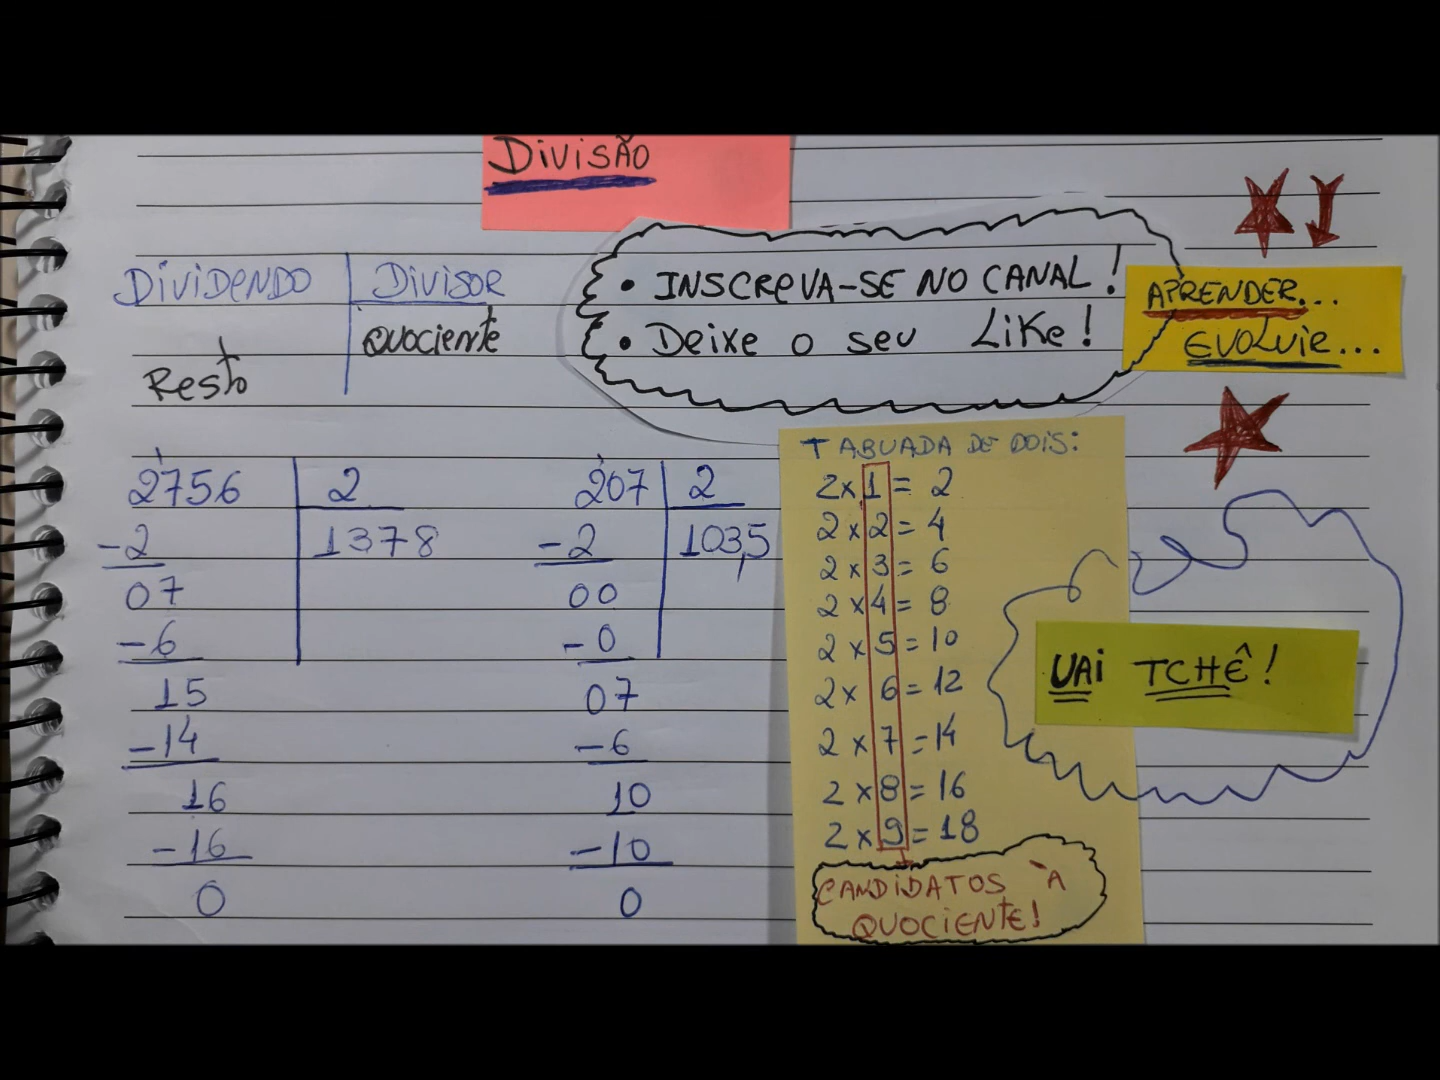 DivisÃo
DiViDeNDO DiViSOR
Quociente
Resto
• INSCReVA-SE NO CANAL!
• Deixe o seu Like!
APRENDER...
EVOLUIR...
2756 2
-2 1378
07
-6
15
-14
16
-16
0
207 2
-2 103,5
00
-0
07
-6
10
-10
0
TABUADA DE DOIS:
2x1=2
2x2=4
2x3=6
2x4=8
2x5=10
2x6=12
2x7=14
2x8=16
2x9=18
CANDIDATOS À
QUOCIENTE!
UAi TCHÊ!